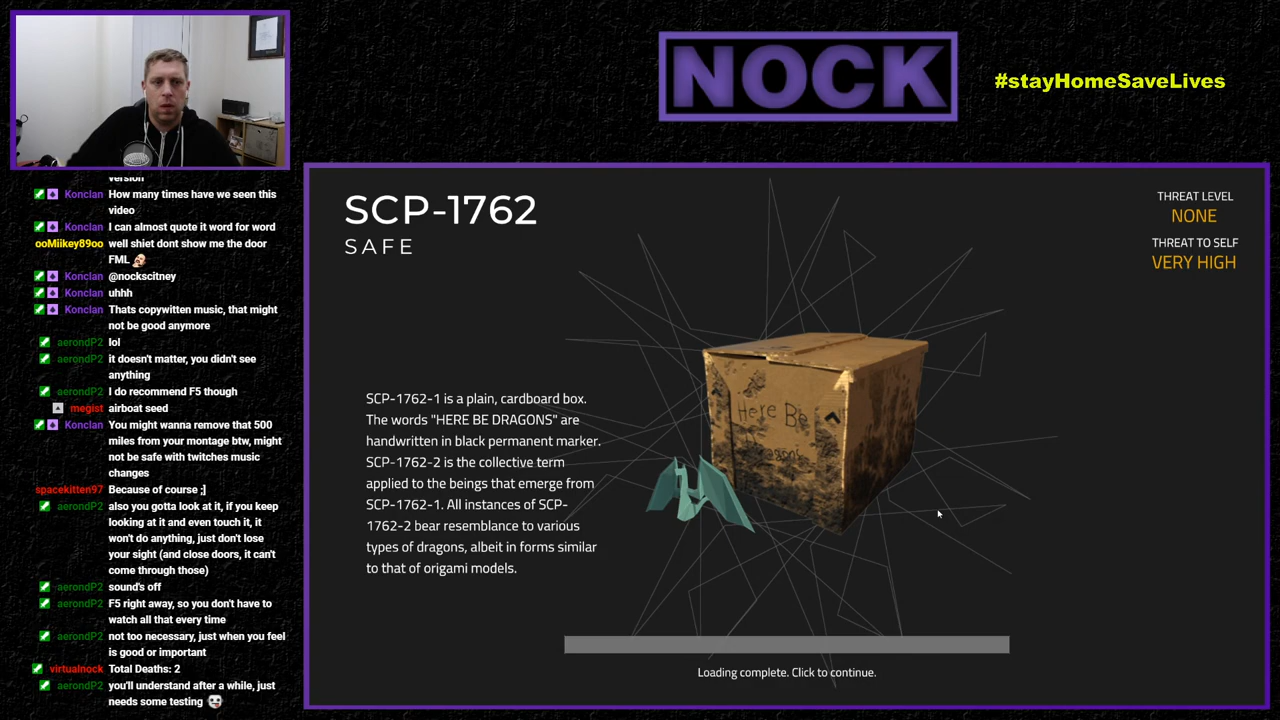 NOCK
#stayHomeSaveLives
version
Konclan How many times have we seen this
video
Konclan I can almost quote it word for word
ooMiikey89oo well shiet dont show me the door
FML
Konclan @nockscitney
Konclan uhhh
Konclan Thats copywitten music, that might
not be good anymore
aerondP2 lol
aerondP2 it doesn't matter, you didn't see
anything
aerondP2 I do recommend F5 though
megist airboat seed
Konclan You might wanna remove that 500
miles from your montage btw, might
not be safe with twitches music
changes
spacekitten97 Because of course ;]
aerondP2 also you gotta look at it, if you keep
looking at it and even touch it, it
won't do anything, just don't lose
your sight (and close doors, it can't
come through those)
aerondP2 sound's off
aerondP2 F5 right away, so you don't have to
watch all that every time
aerondP2 not too necessary, just when you feel
is good or important
virtualnock Total Deaths: 2
aerondP2 you'll understand after a while, just
needs some testing
SCP-1762
SAFE
THREAT LEVEL
NONE
THREAT TO SELF
VERY HIGH
SCP-1762-1 is a plain, cardboard box.
The words "HERE BE DRAGONS" are
handwritten in black permanent marker.
SCP-1762-2 is the collective term
applied to the beings that emerge from
SCP-1762-1. All instances of SCP-
1762-2 bear resemblance to various
types of dragons, albeit in forms similar
to that of origami models.
Here Be
Dragons
Loading complete. Click to continue.